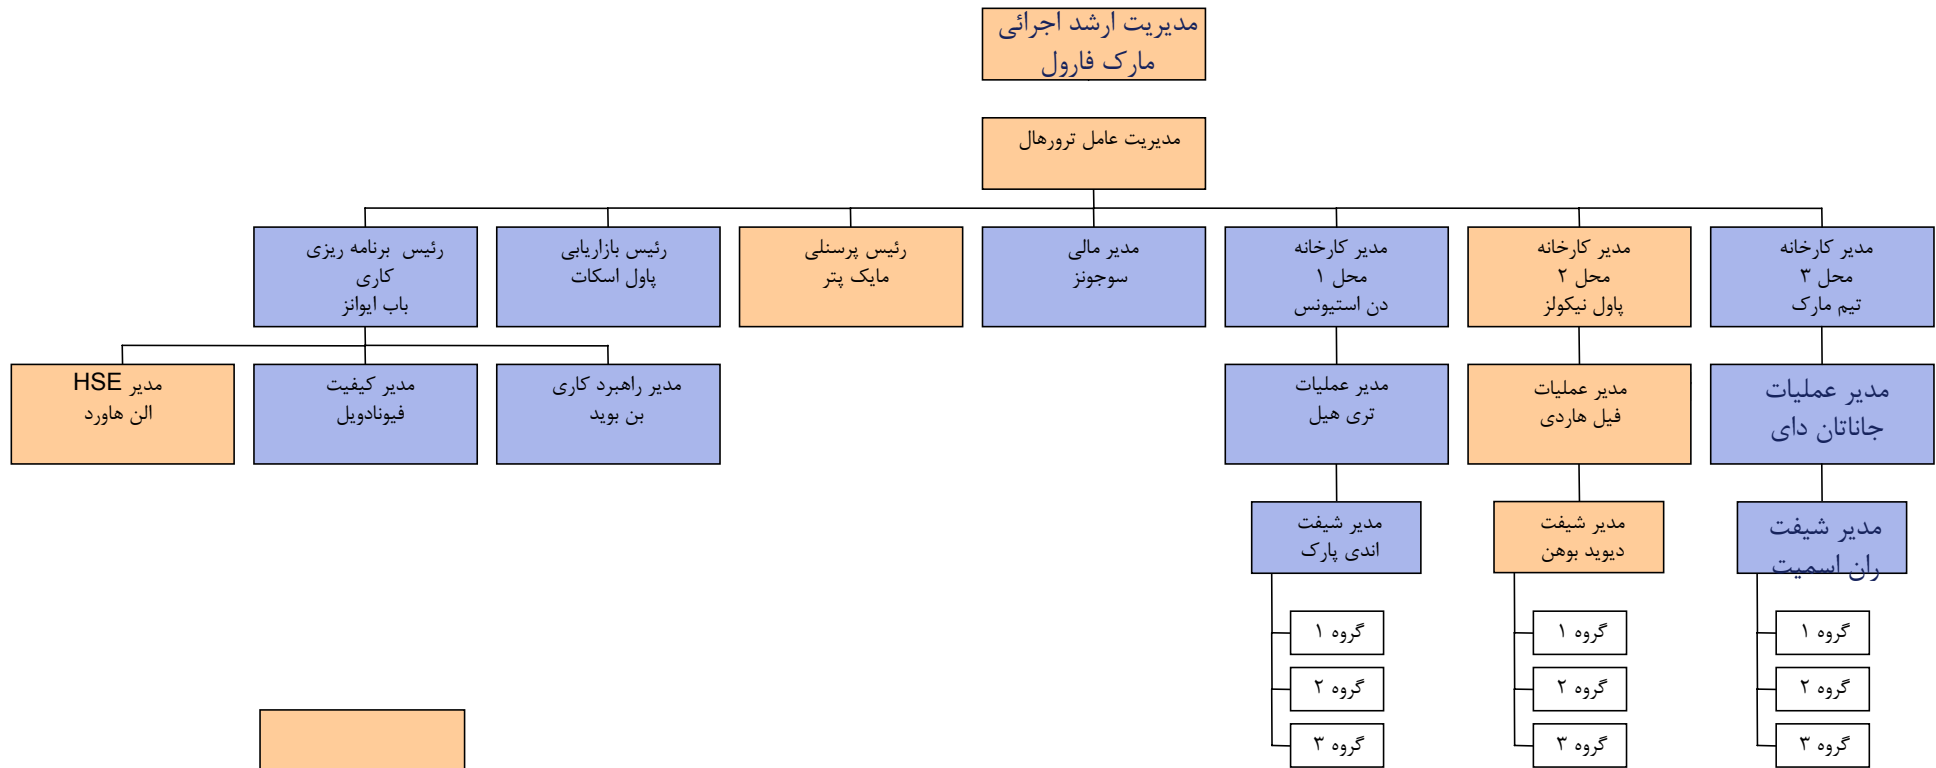 مدیریت ارشد اجرائی
مارک فارول
مدیریت عامل ترورهال
رئیس برنامه ریزی
کاری
باب ایوانز
رئیس بازاریابی
پاول اسکات
رئیس پرسنلی
مایک پتر
مدیر مالی
سوجونز
مدیر کارخانه
محل ۱
دن استیونس
مدیر کارخانه
محل ۲
پاول نیکولز
مدیر کارخانه
محل ۳
تیم مارک
مدیر HSE
الن هاورد
مدیر کیفیت
فیونادویل
مدیر راهبرد کاری
بن بوید
مدیر عملیات
تری هیل
مدیر عملیات
فیل هاردی
مدیر عملیات
جاناتان دای
مدیر شیفت
اندی پارک
مدیر شیفت
دیوید بوهن
مدیر شیفت
ران اسمیت
گروه ۱
گروه ۲
گروه ۳
گروه ۱
گروه ۲
گروه ۳
گروه ۱
گروه ۲
گروه ۳